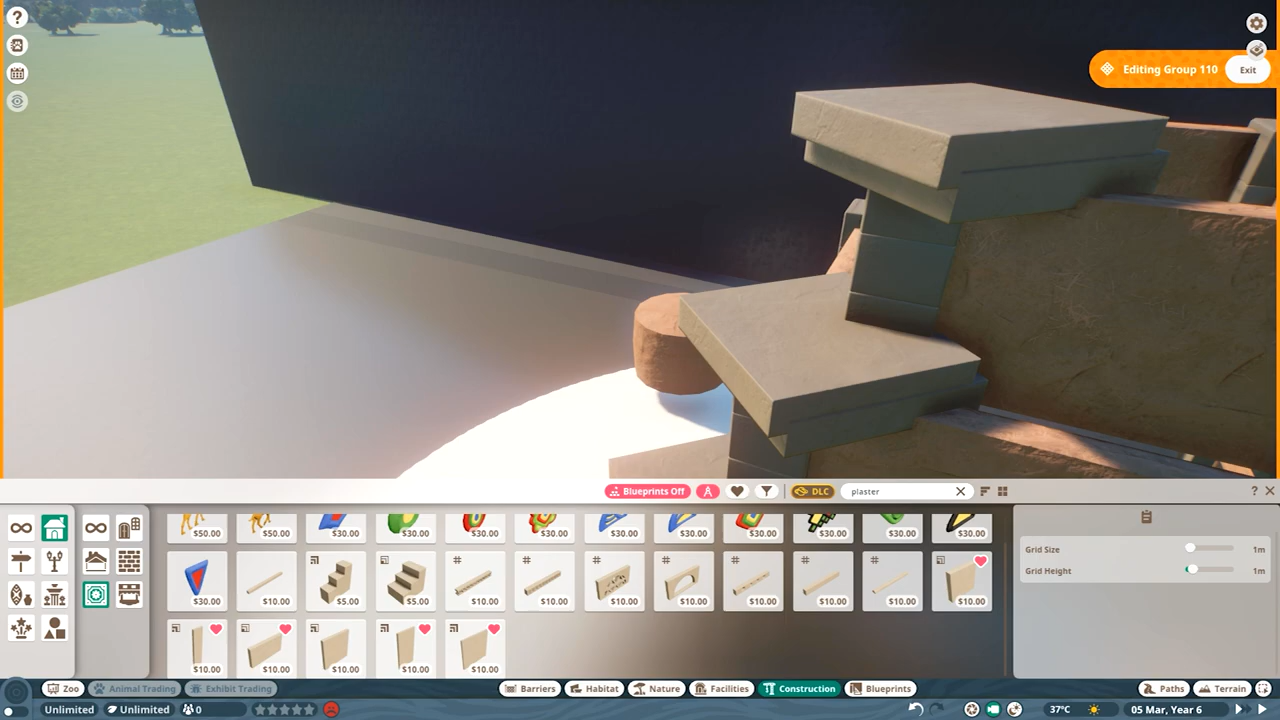 ?
Editing Group 110
Exit
Blueprints Off
DLC
plaster
?
$50.00 $50.00 $30.00 $30.00 $30.00 $30.00 $30.00 $30.00 $30.00 $30.00 $30.00 $30.00
Grid Size 1m
Grid Height 1m
$30.00 $10.00 $5.00 $5.00 $10.00 $10.00 $10.00 $10.00 $10.00 $10.00 $10.00 $10.00
$10.00 $10.00 $10.00 $10.00 $10.00
Zoo Animal Trading Exhibit Trading Barriers Habitat Nature Facilities Construction Blueprints Paths Terrain
Unlimited Unlimited 0 37°C 05 Mar, Year 6